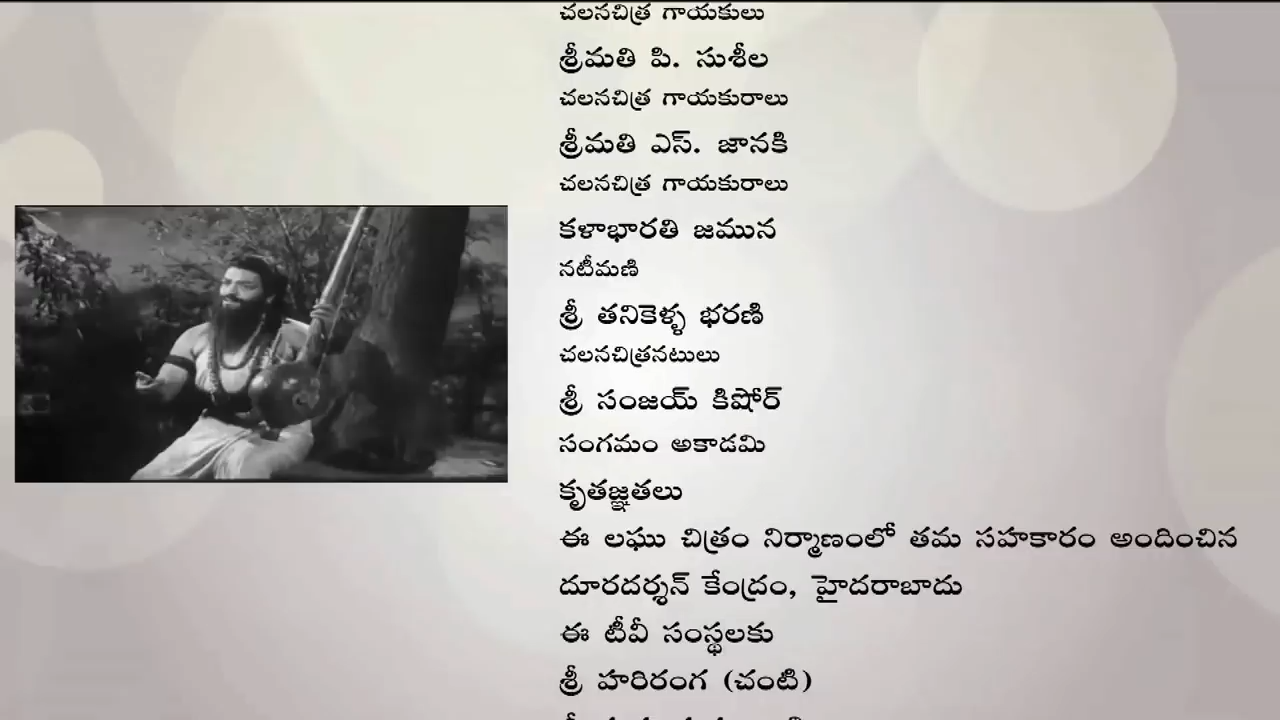 చలనచిత్ర గాయకులు
శ్రీమతి పి. సుశీల
చలనచిత్ర గాయకురాలు
శ్రీమతి ఎస్. జానకి
చలనచిత్ర గాయకురాలు
కళాభారతి జమున
నటీమణి
శ్రీ తనికెళ్ళ భరణి
చలనచిత్రనటులు
శ్రీ సంజయ్ కిషోర్
సంగమం అకాడమి
కృతజ్ఞతలు
ఈ లఘు చిత్రం నిర్మాణంలో తమ సహకారం అందించిన
దూరదర్శన్ కేంద్రం, హైదరాబాదు
ఈ టీవీ సంస్థలకు
శ్రీ హరిరంగ (చంటి)